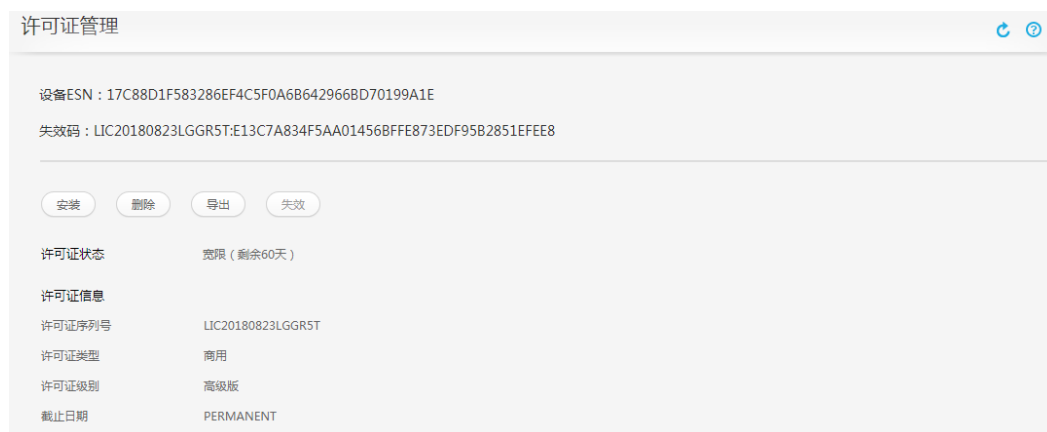 许可证管理
设备ESN：17C88D1F583286EF4C5F0A6B642966BD70199A1E
失效码：LIC20180823LGGR5T:E13C7A834F5AA01456BFFE873EDF95B2851EFEE8
安装 删除 导出 失效
许可证状态 宽限（剩余60天）
许可证信息
许可证序列号 LIC20180823LGGR5T
许可证类型 商用
许可证级别 高级版
截止日期 PERMANENT